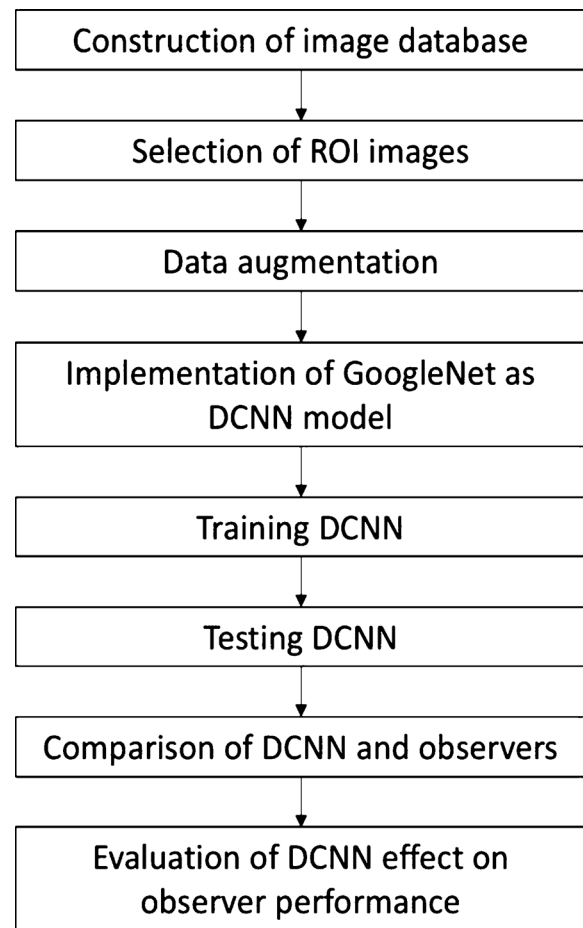 Construction of image database
Selection of ROI images
Data augmentation
Implementation of GoogleNet as
DCNN model
Training DCNN
Testing DCNN
Comparison of DCNN and observers
Evaluation of DCNN effect on
observer performance